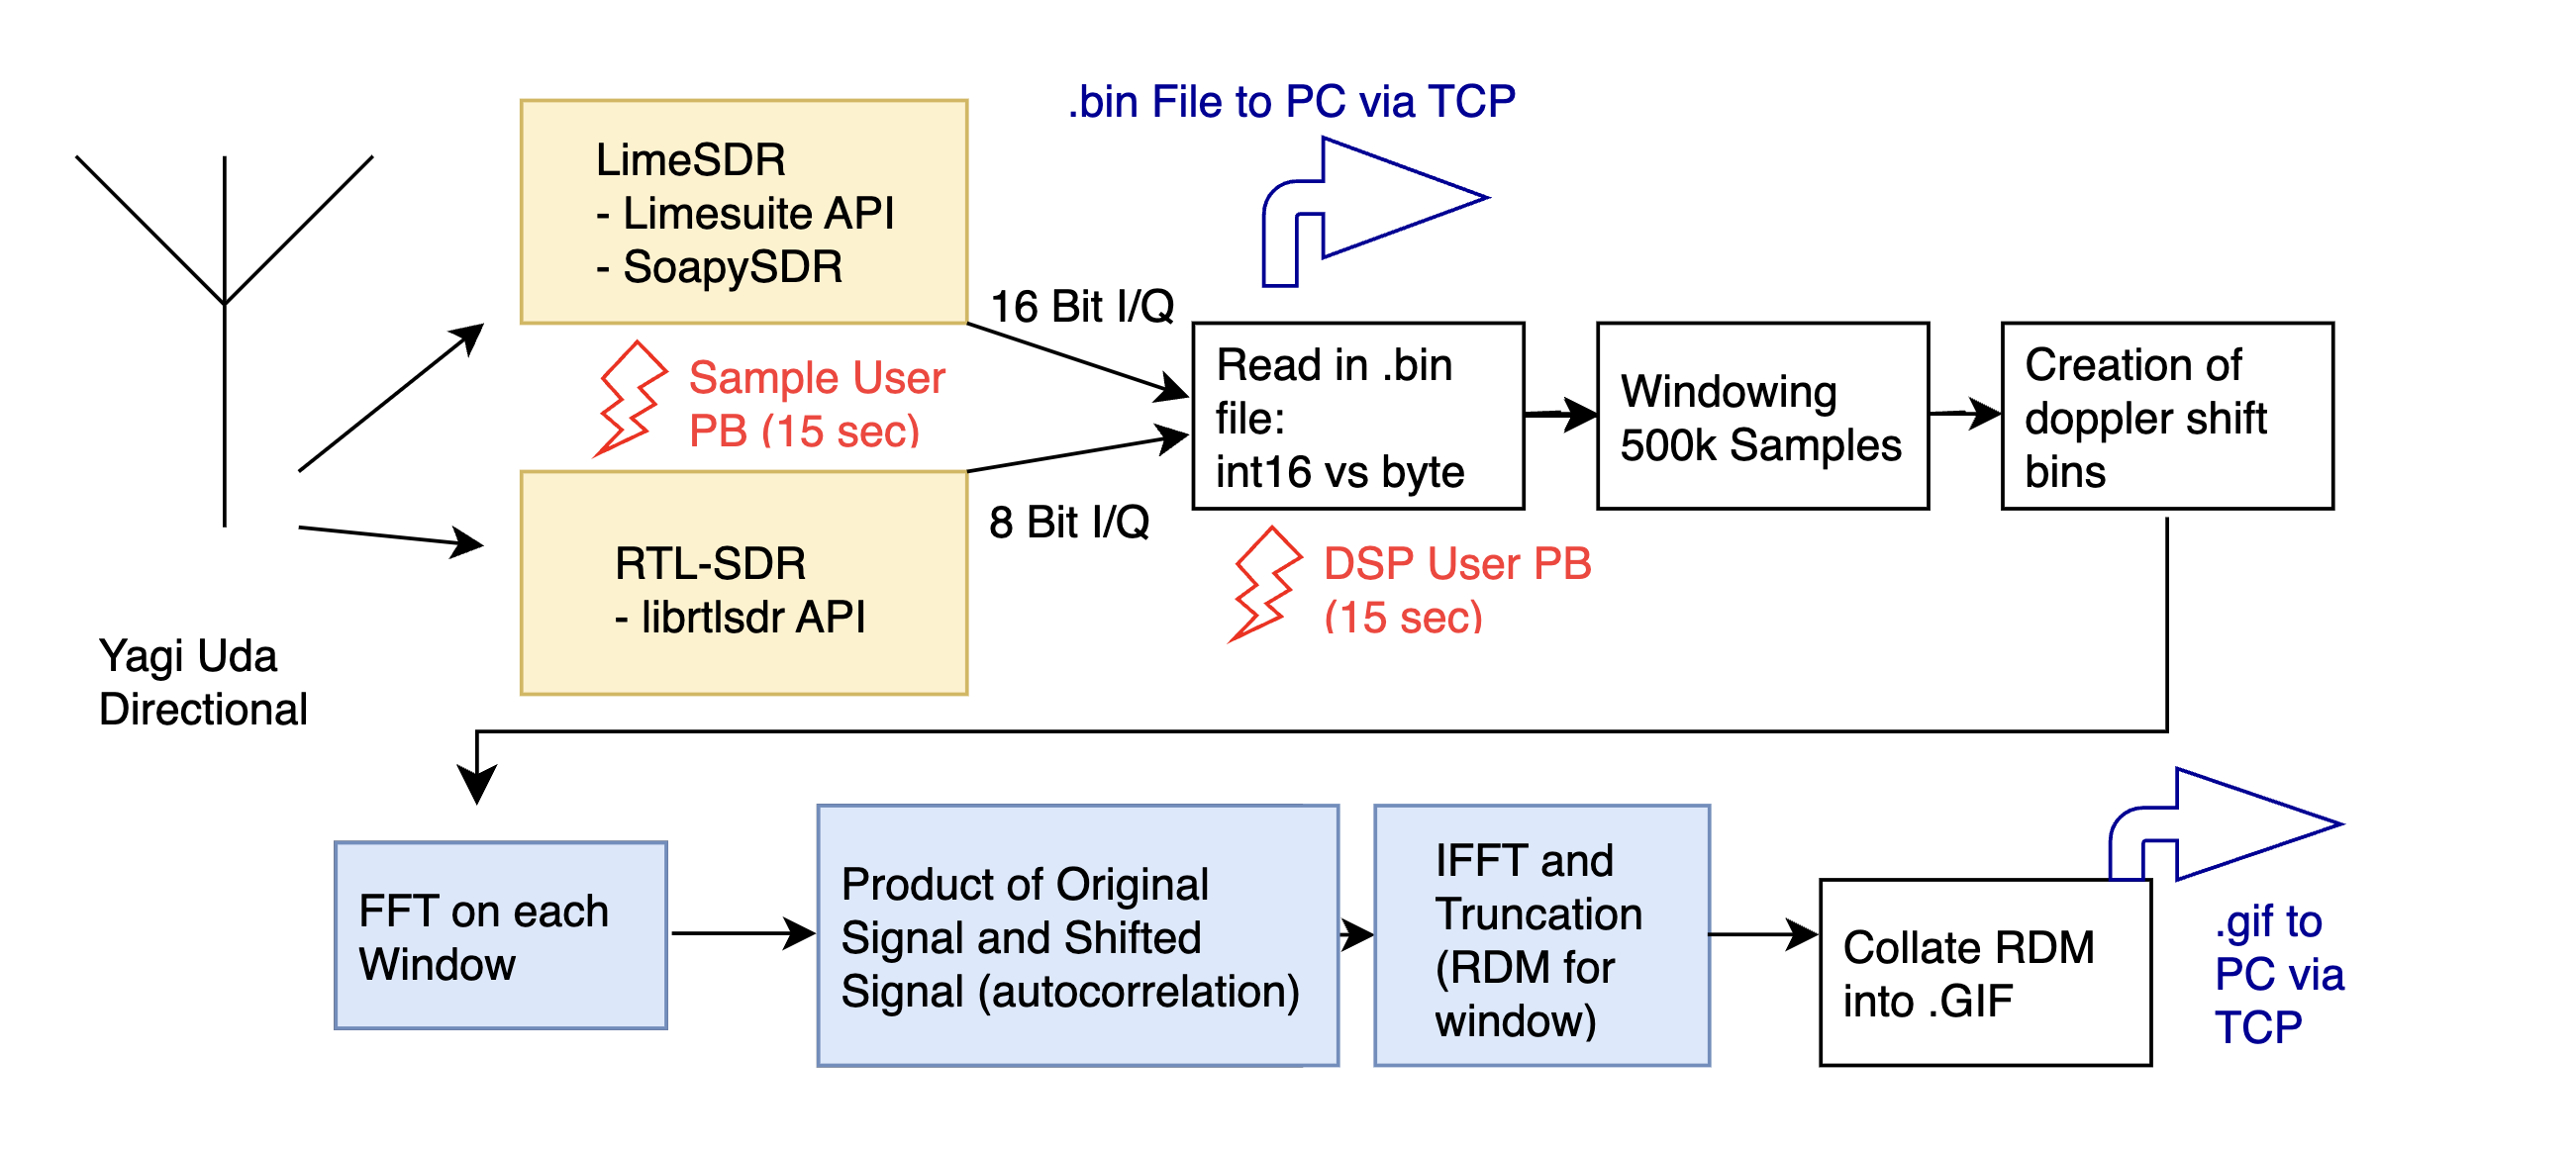 .bin File to PC via TCP
LimeSDR
- Limesuite API
- SoapySDR
16 Bit I/Q
Sample User
PB (15 sec)
Read in .bin
file:
int16 vs byte
Windowing
500k Samples
Creation of
doppler shift
bins
8 Bit I/Q
RTL-SDR
- librtlsdr API
DSP User PB
(15 sec)
Yagi Uda
Directional
FFT on each
Window
Product of Original
Signal and Shifted
Signal (autocorrelation)
IFFT and
Truncation
(RDM for
window)
Collate RDM
into .GIF
.gif to
PC via
TCP